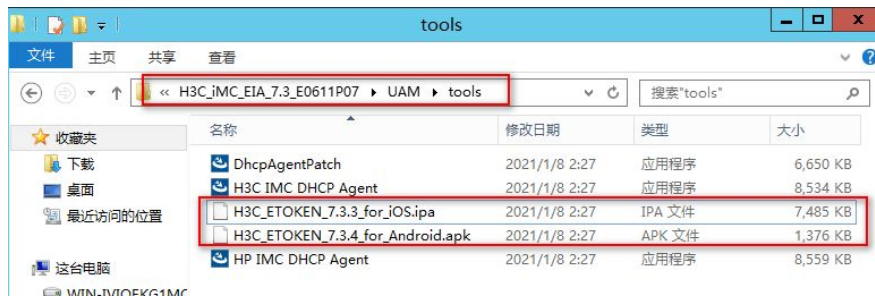 tools
文件 主页 共享 查看
« H3C_iMC_EIA_7.3_E0611P07 ▸ UAM ▸ tools 搜索"tools"
收藏夹
下载
桌面
最近访问的位置
这台电脑
名称 修改日期 类型 大小
DhcpAgentPatch 2021/1/8 2:27 应用程序 6,650 KB
H3C IMC DHCP Agent 2021/1/8 2:27 应用程序 8,534 KB
H3C_ETOKEN_7.3.3_for_iOS.ipa 2021/1/8 2:27 IPA 文件 7,485 KB
H3C_ETOKEN_7.3.4_for_Android.apk 2021/1/8 2:27 APK 文件 1,376 KB
HP IMC DHCP Agent 2021/1/8 2:27 应用程序 8,559 KB